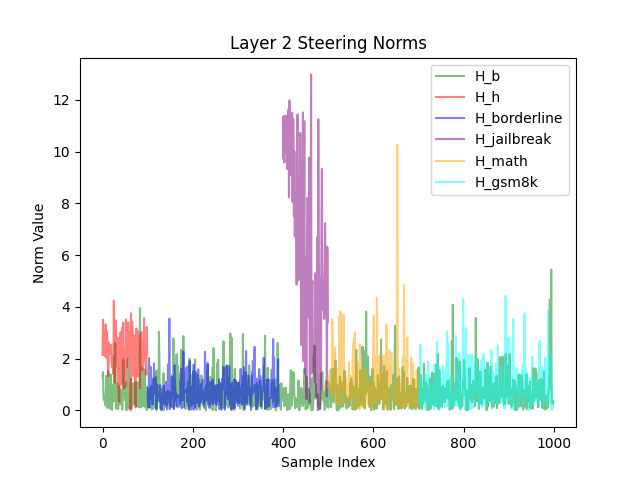 Layer 2 Steering Norms
H_b
H_h
H_borderline
H_jailbreak
H_math
H_gsm8k
Norm Value
12
10
8
6
4
2
0
0
200
400
600
800
1000
Sample Index